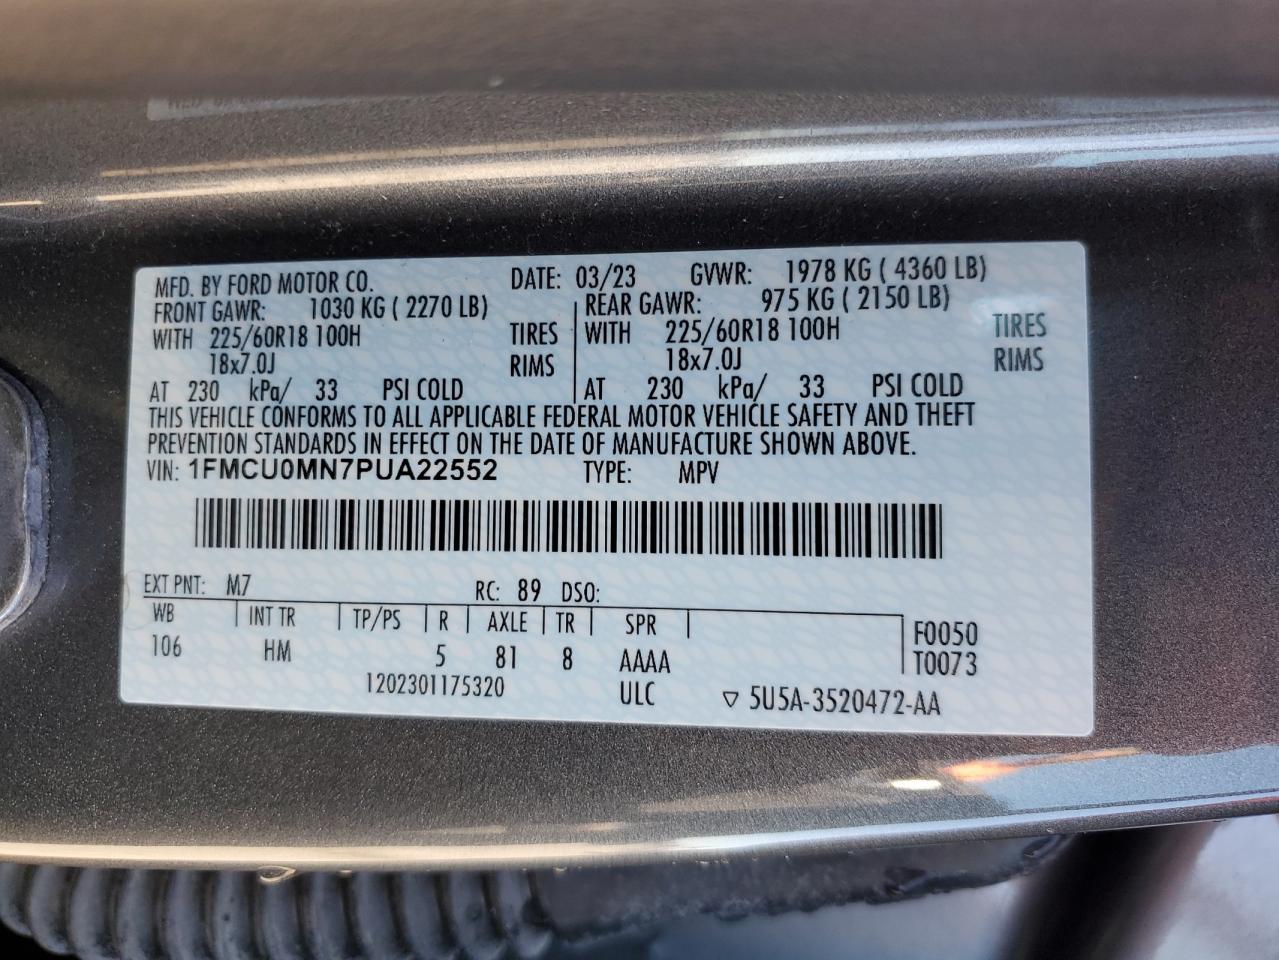 MFD. BY FORD MOTOR CO. DATE: 03/23 GVWR: 1978 KG ( 4360 LB)
FRONT GAWR: 1030 KG ( 2270 LB) REAR GAWR: 975 KG ( 2150 LB)
WITH 225/60R18 100H TIRES WITH 225/60R18 100H TIRES
18x7.0J RIMS 18x7.0J RIMS
AT 230 kPa/ 33 PSI COLD AT 230 kPa/ 33 PSI COLD
THIS VEHICLE CONFORMS TO ALL APPLICABLE FEDERAL MOTOR VEHICLE SAFETY AND THEFT
PREVENTION STANDARDS IN EFFECT ON THE DATE OF MANUFACTURE SHOWN ABOVE.
VIN: 1FMCU0MN7PUA22552 TYPE: MPV
EXT PNT: M7 RC: 89 DSO:
WB INT TR TP/PS R AXLE TR SPR F0050
106 HM 5 81 8 AAAA T0073
1202301175320 ULC ▽ 5U5A-3520472-AA